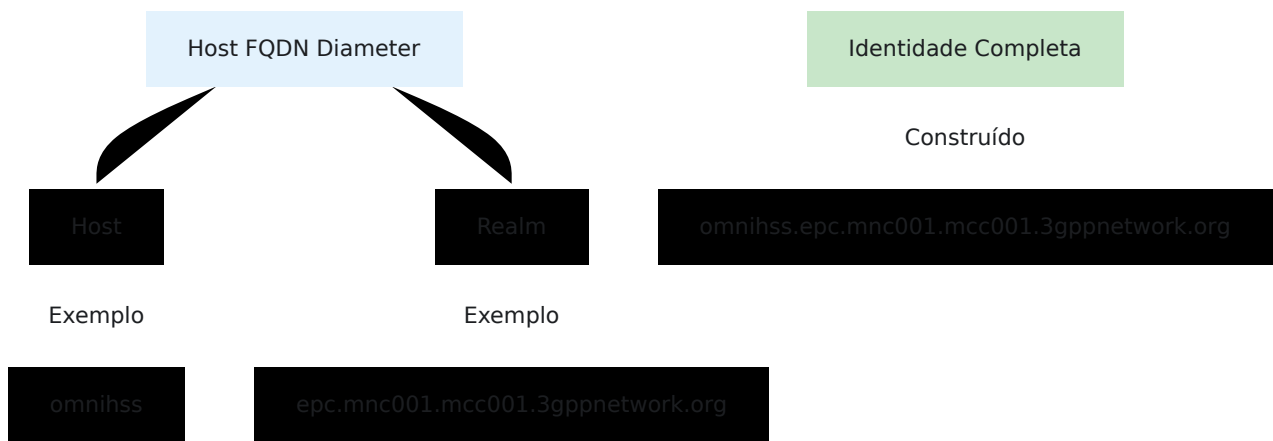 Host FQDN Diameter
Identidade Completa
Construído
Host
Realm
omnihss.epc.mnc001.mcc001.3gppnetwork.org
Exemplo
Exemplo
omnihss
epc.mnc001.mcc001.3gppnetwork.org